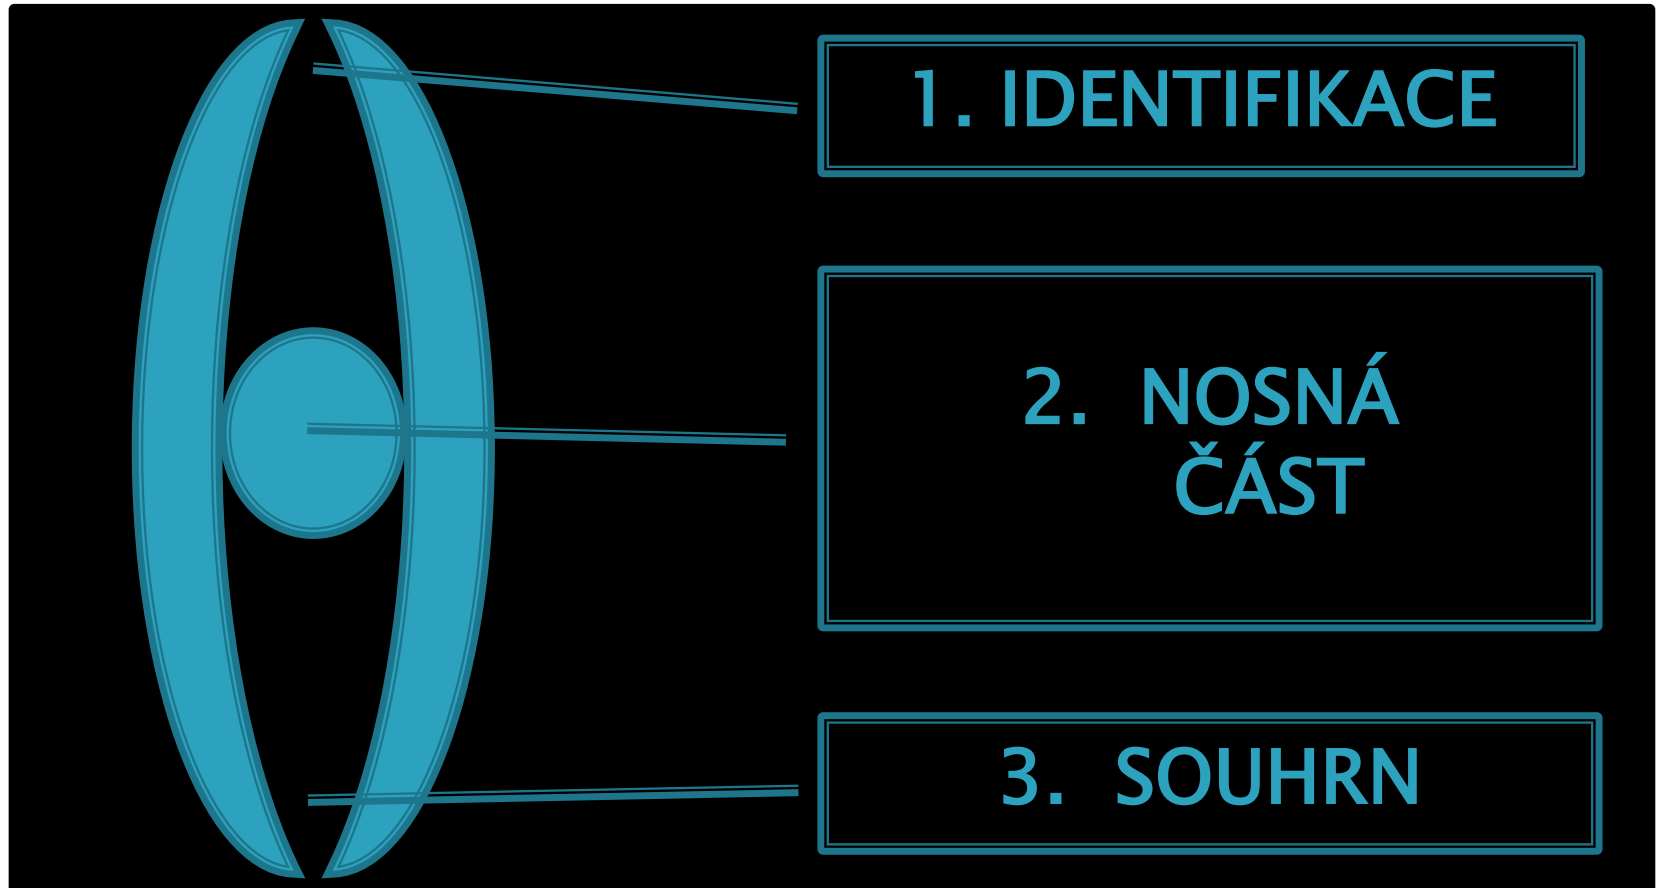 1. IDENTIFIKACE
2. NOSNÁ
ČÁST
3. SOUHRN